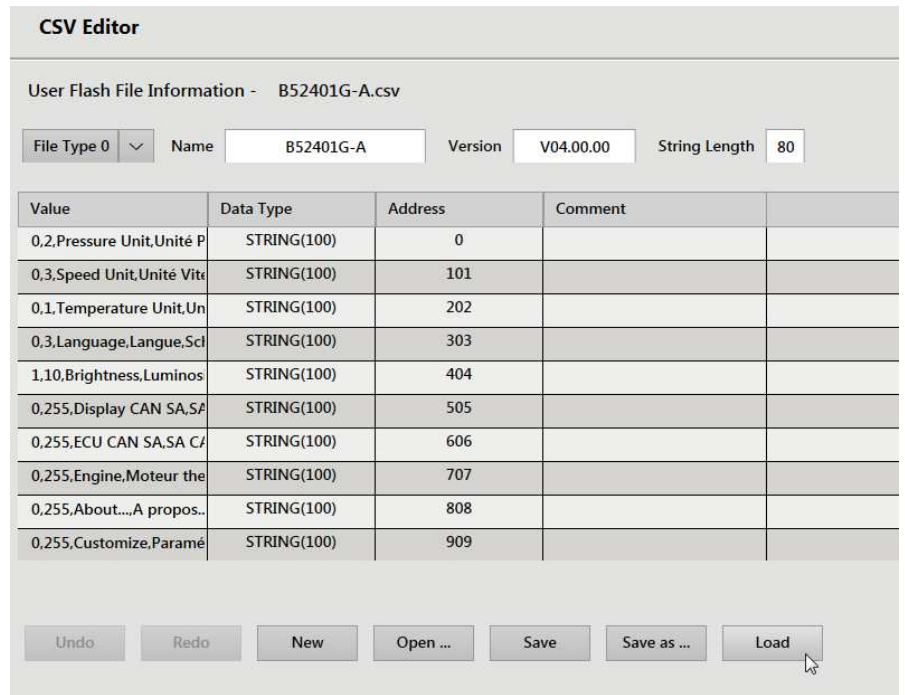 CSV Editor
User Flash File Information - B52401G-A.csv
File Type 0 Name B52401G-A Version V04.00.00 String Length 80
Value Data Type Address Comment
0,2,Pressure Unit,Unité P STRING(100) 0
0,3,Speed Unit,Unité Vite STRING(100) 101
0,1,Temperature Unit,Un STRING(100) 202
0,3,Language,Langue,Scl STRING(100) 303
1,10,Brightness,Luminosi STRING(100) 404
0,255,Display CAN SA,SA STRING(100) 505
0,255,ECU CAN SA,SA CA STRING(100) 606
0,255,Engine,Moteur the STRING(100) 707
0,255,About...,A propos.. STRING(100) 808
0,255,Customize,Paramé STRING(100) 909
Undo Redo New Open ... Save Save as ... Load